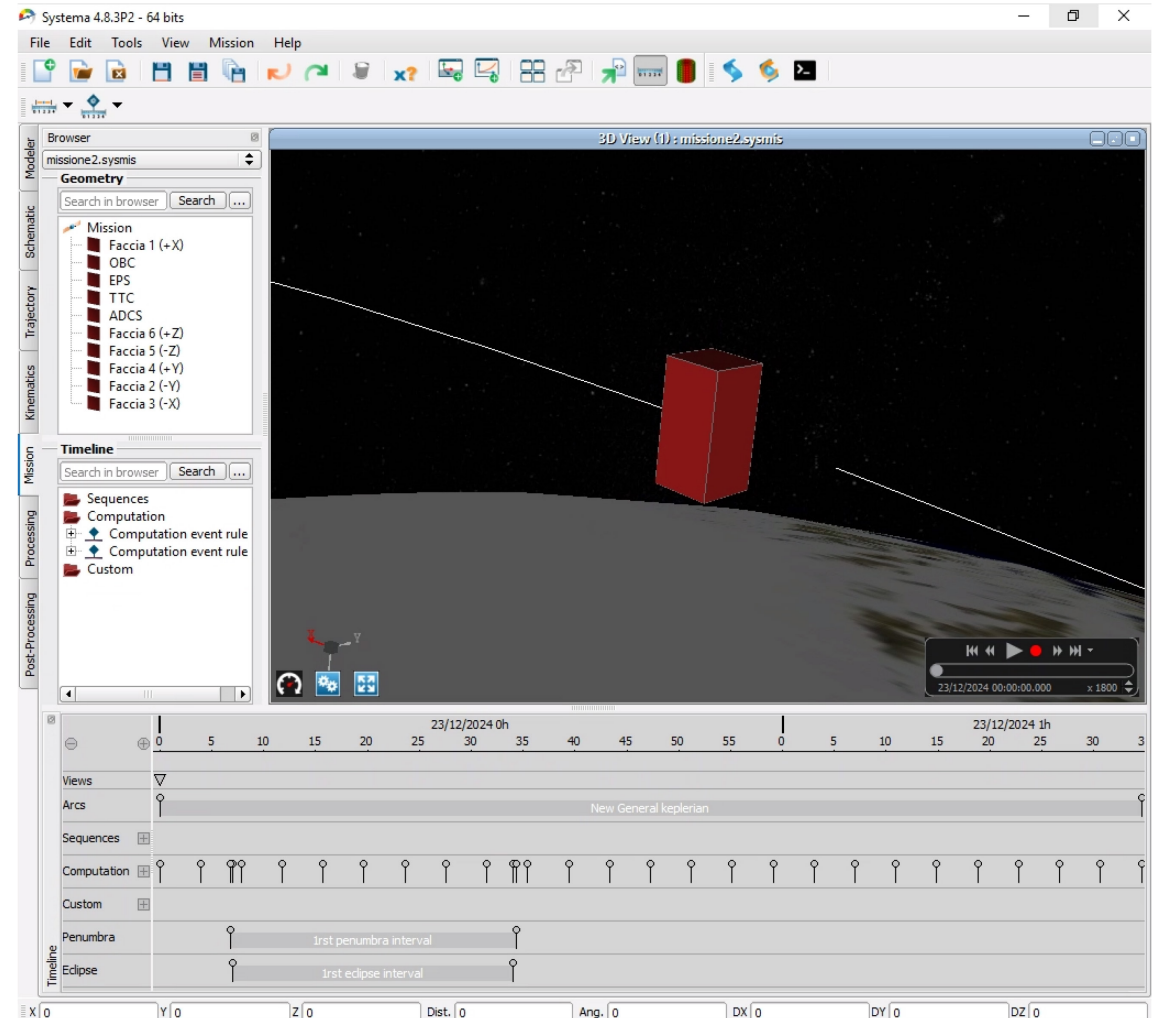 Systema 4.8.3P2 - 64 bits
File Edit Tools View Mission Help
Browser
missione2.sysmis
Geometry
Search in browser Search ...
Mission
Faccia 1 (+X)
OBC
EPS
TTC
ADCS
Faccia 6 (+Z)
Faccia 5 (-Z)
Faccia 4 (+Y)
Faccia 2 (-Y)
Faccia 3 (-X)
Timeline
Search in browser Search ...
Sequences
Computation
Computation event rule
Computation event rule
Custom
Modeler
Schematic
Trajectory
Kinematics
Mission
Processing
Post-Processing
3D View (1) : missione2.sysmis
X Y
23/12/2024 00:00:00.000 x 1800
23/12/2024 0h 23/12/2024 1h
0 5 10 15 20 25 30 35 40 45 50 55 0 5 10 15 20 25 30 3
Views
Arcs New General keplerian
Sequences
Computation
Custom
Penumbra 1rst penumbra interval
Eclipse 1rst eclipse interval
Timeline
X 0 Y 0 Z 0 Dist. 0 Ang. 0 DX 0 DY 0 DZ 0